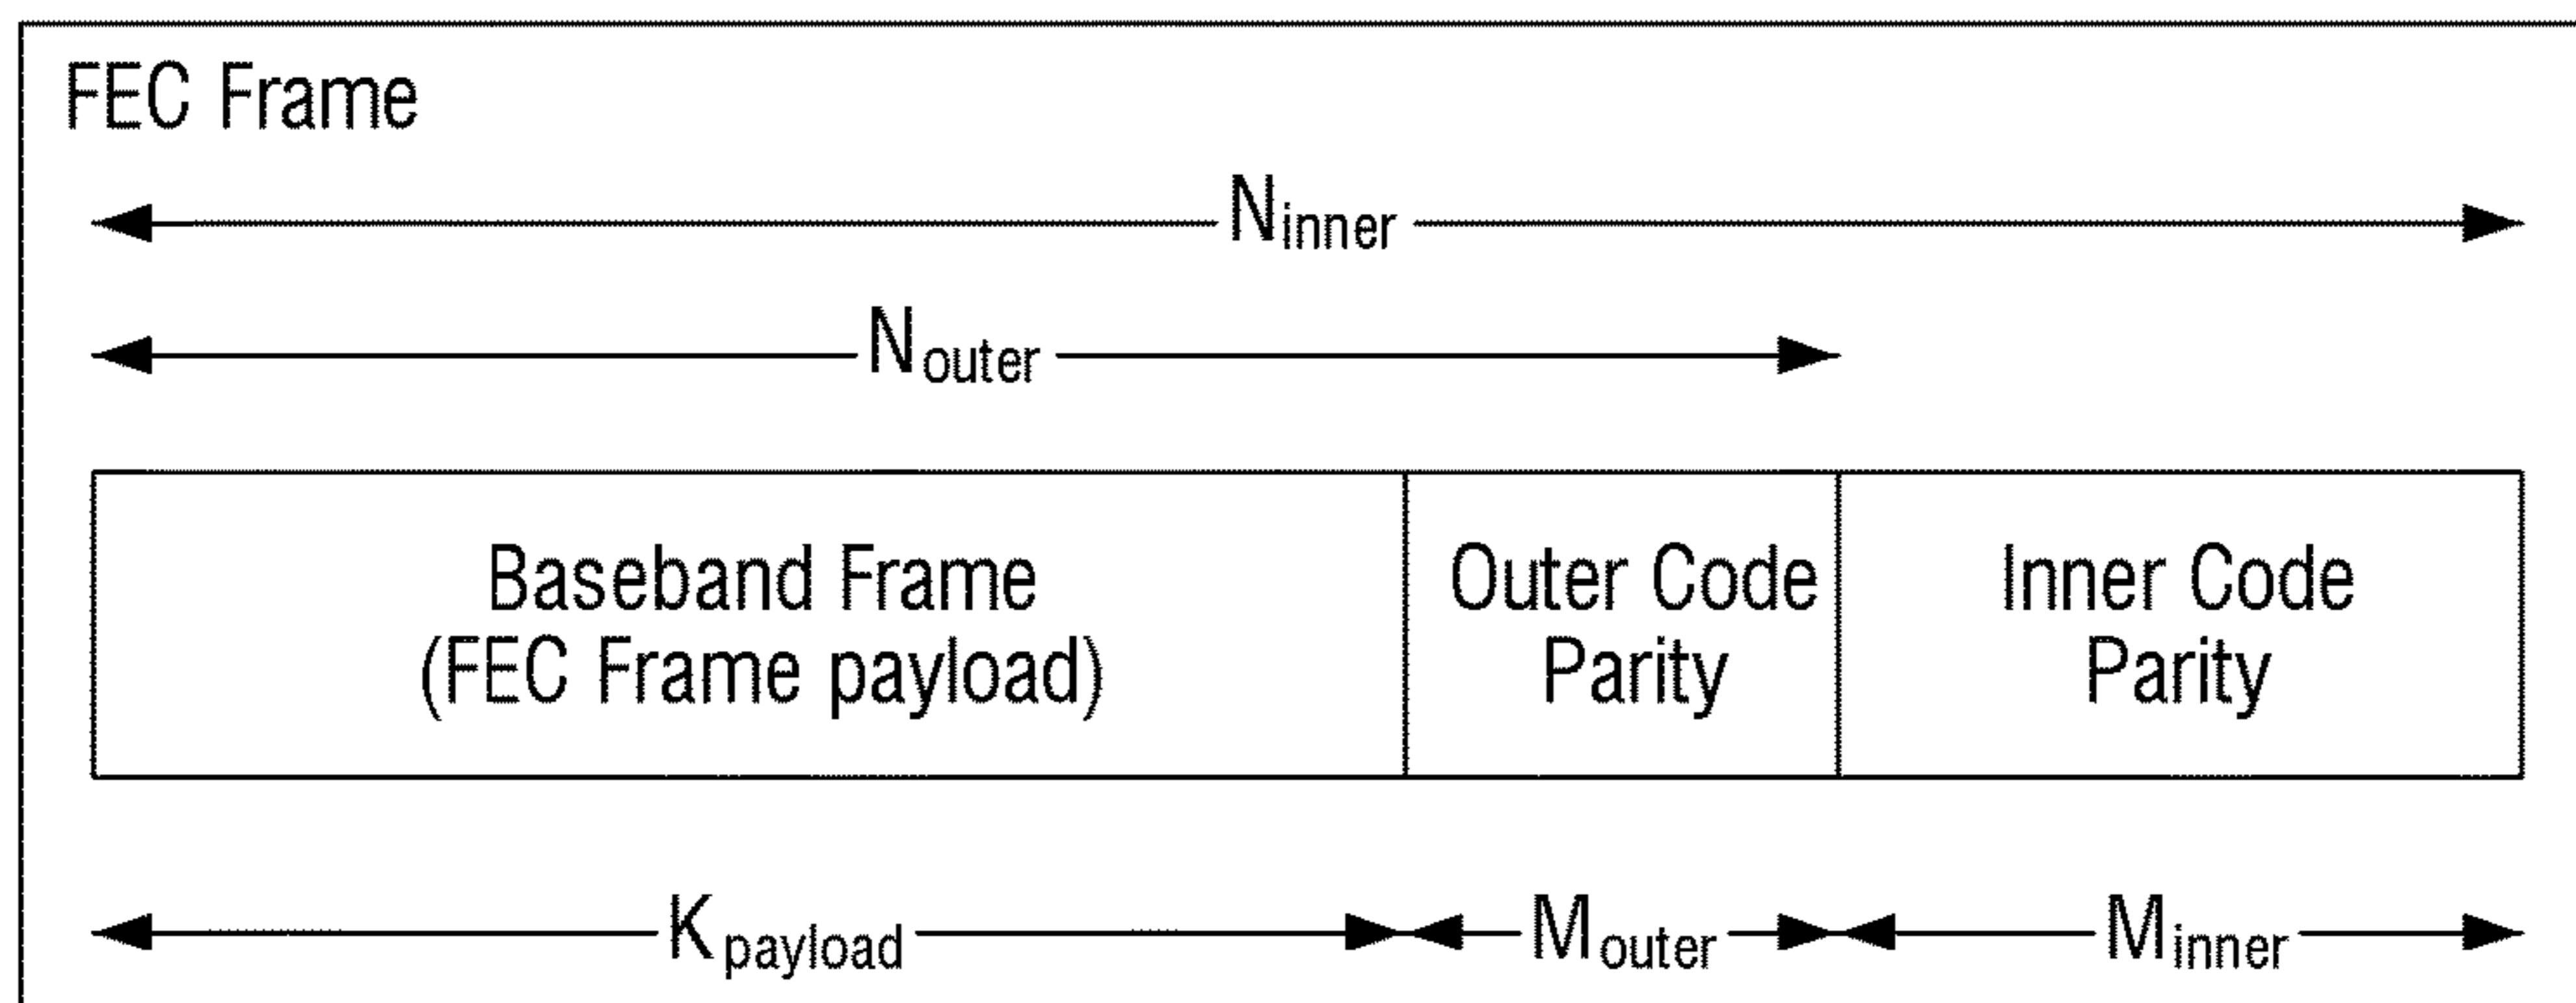 FEC Frame
Ninner
Nouter
Baseband Frame
(FEC Frame payload)
Outer Code
Parity
Inner Code
Parity
Kpayload
Mouter
Minner